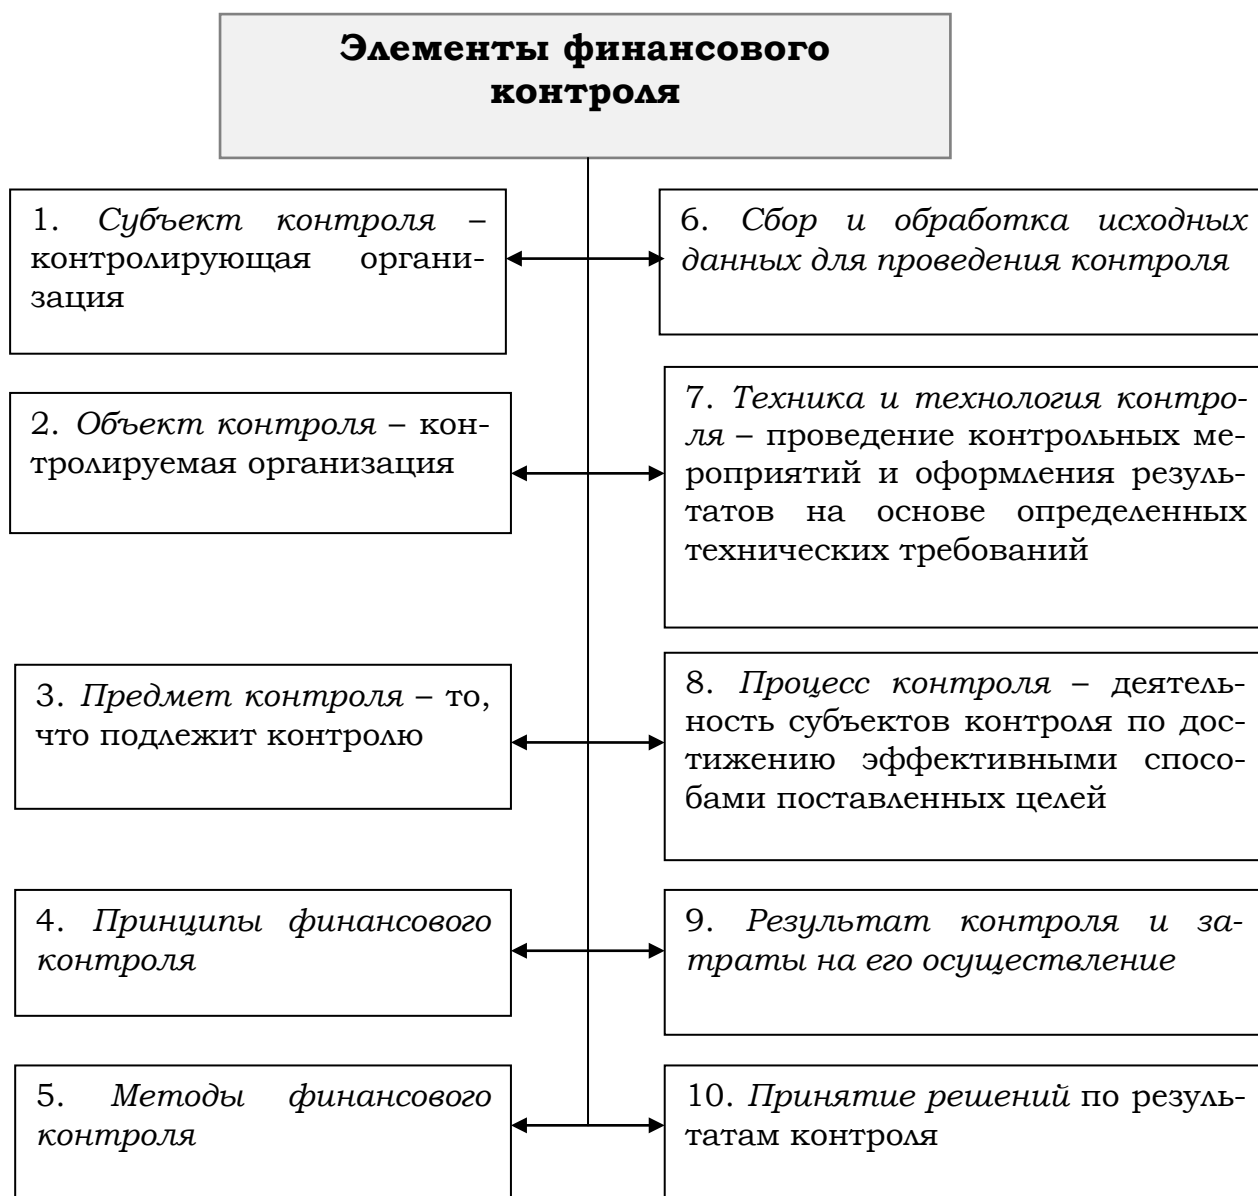 Элементы финансового
контроля
1. Субъект контроля –
контролирующая органи-
зация
2. Объект контроля – кон-
тролируемая организация
3. Предмет контроля – то,
что подлежит контролю
4. Принципы финансового
контроля
5. Методы финансового
контроля
6. Сбор и обработка исходных
данных для проведения контроля
7. Техника и технология контро-
ля – проведение контрольных ме-
роприятий и оформления резуль-
татов на основе определенных
технических требований
8. Процесс контроля – деятель-
ность субъектов контроля по дос-
тижению эффективными спосо-
бами поставленных целей
9. Результат контроля и за-
траты на его осуществление
10. Принятие решений по резуль-
татам контроля